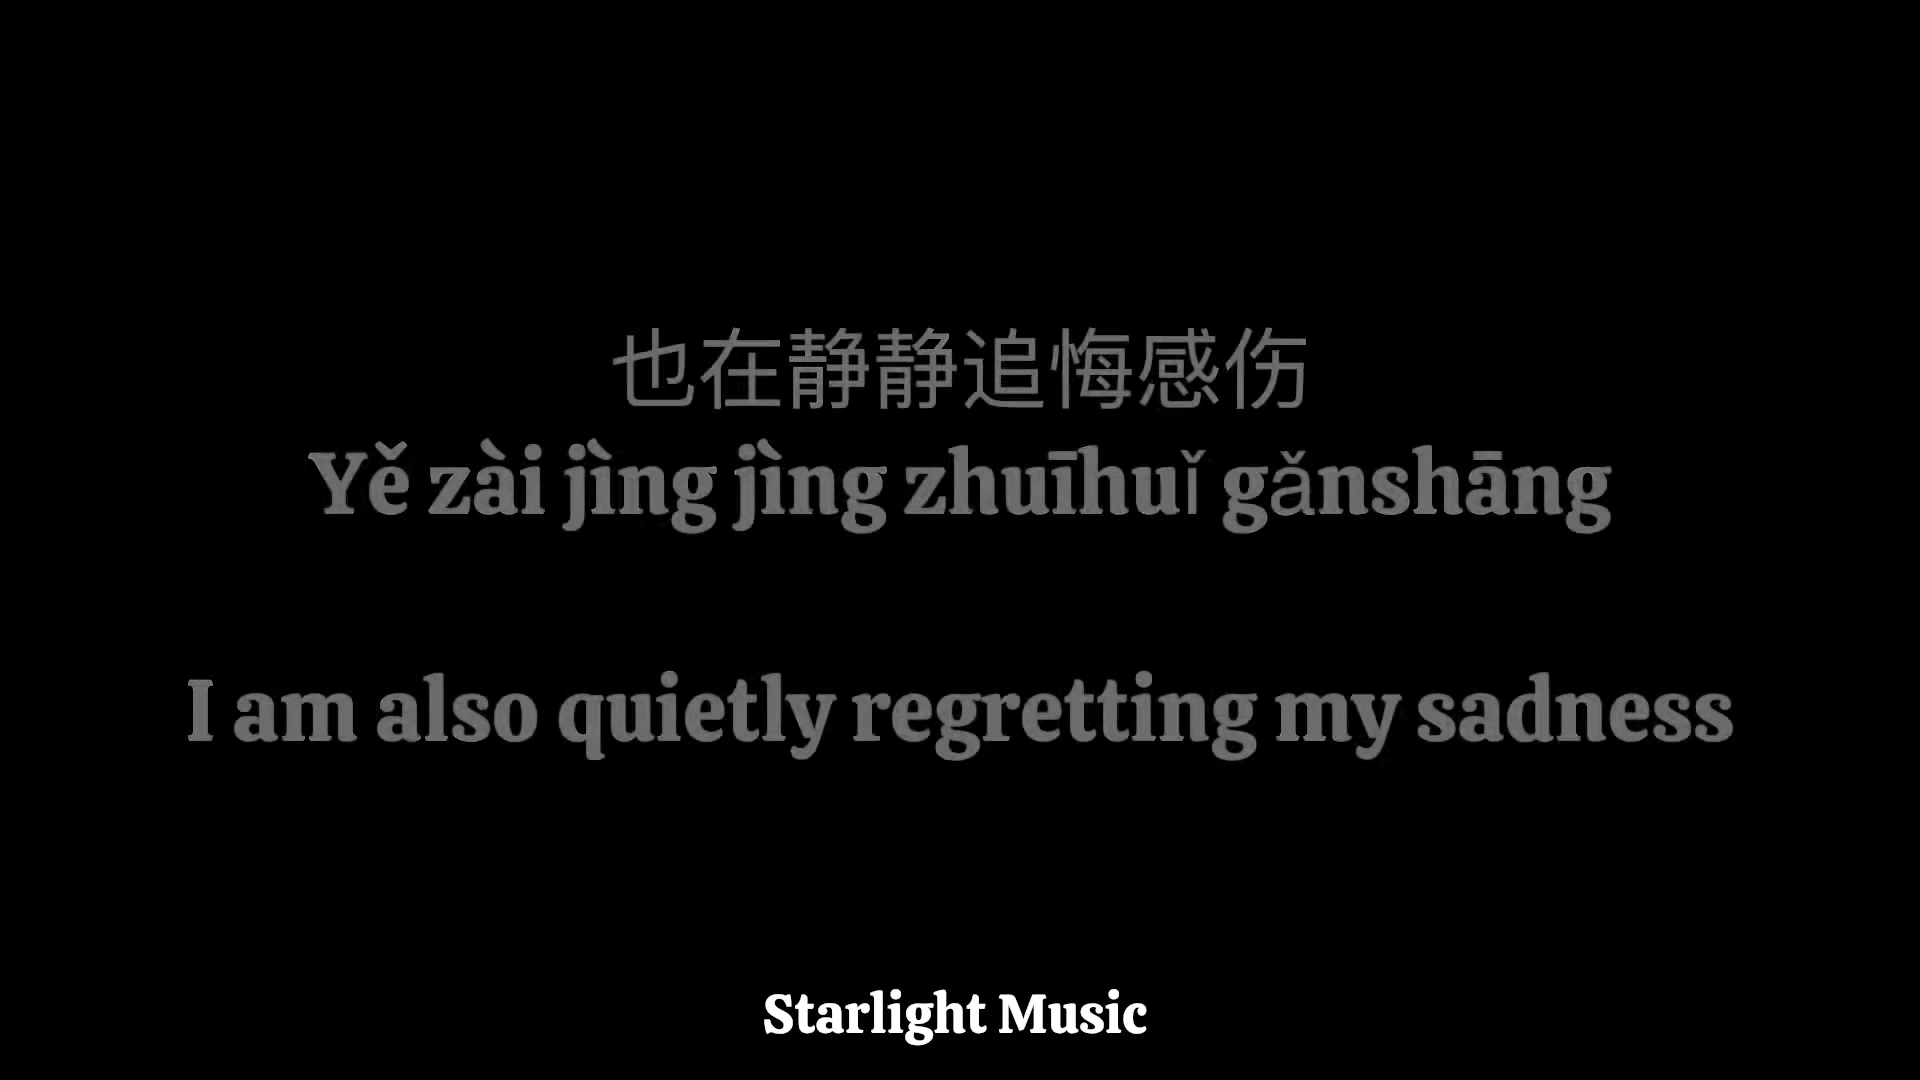 也在静静追悔感伤
Yě zài jìng jìng zhuīhuǐ gǎnshāng
I am also quietly regretting my sadness
Starlight Music